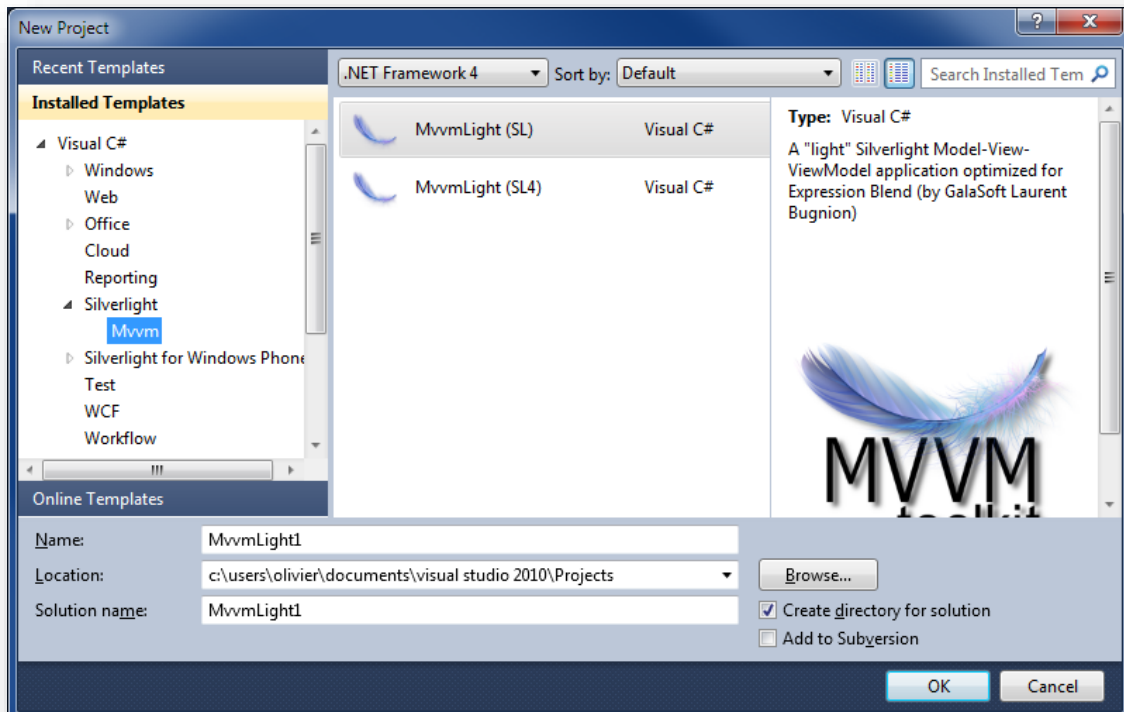 New Project
Recent Templates
Installed Templates
Visual C#
Windows
Web
Office
Cloud
Reporting
Silverlight
Mvvm
Silverlight for Windows Phone
Test
WCF
Workflow
Online Templates
.NET Framework 4
Sort by: Default
Search Installed Tem
MvvmLight (SL) Visual C#
MvvmLight (SL4) Visual C#
Type: Visual C#
A "light" Silverlight Model-View-
ViewModel application optimized for
Expression Blend (by GalaSoft Laurent
Bugnion)
MVVM
toolkit
Name: MvvmLight1
Location: c:\users\olivier\documents\visual studio 2010\Projects
Browse...
Solution name: MvvmLight1
Create directory for solution
Add to Subversion
OK
Cancel